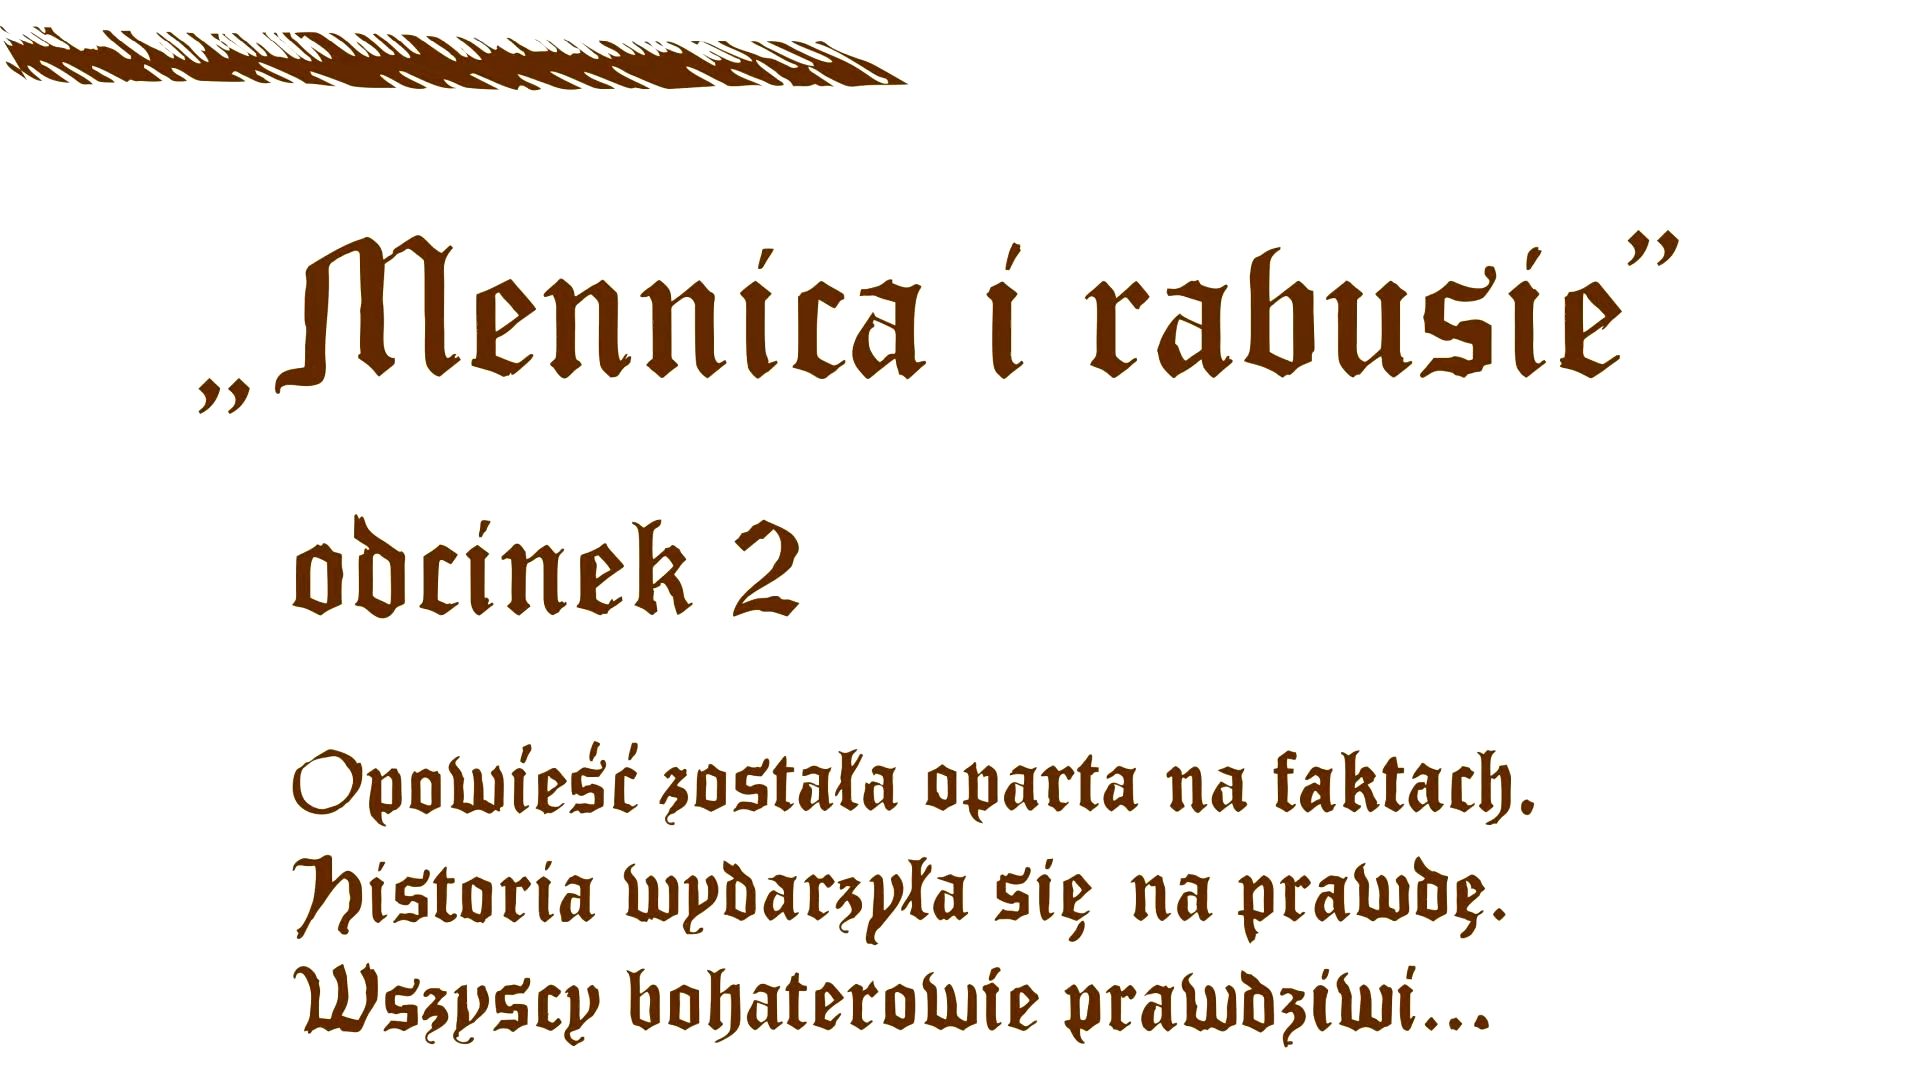 „Mennica i rabusie”
odcinek 2
Opowieść została oparta na faktach.
Historia wydarzyła się na prawdę.
Wszyscy bohaterowie prawdziwi...